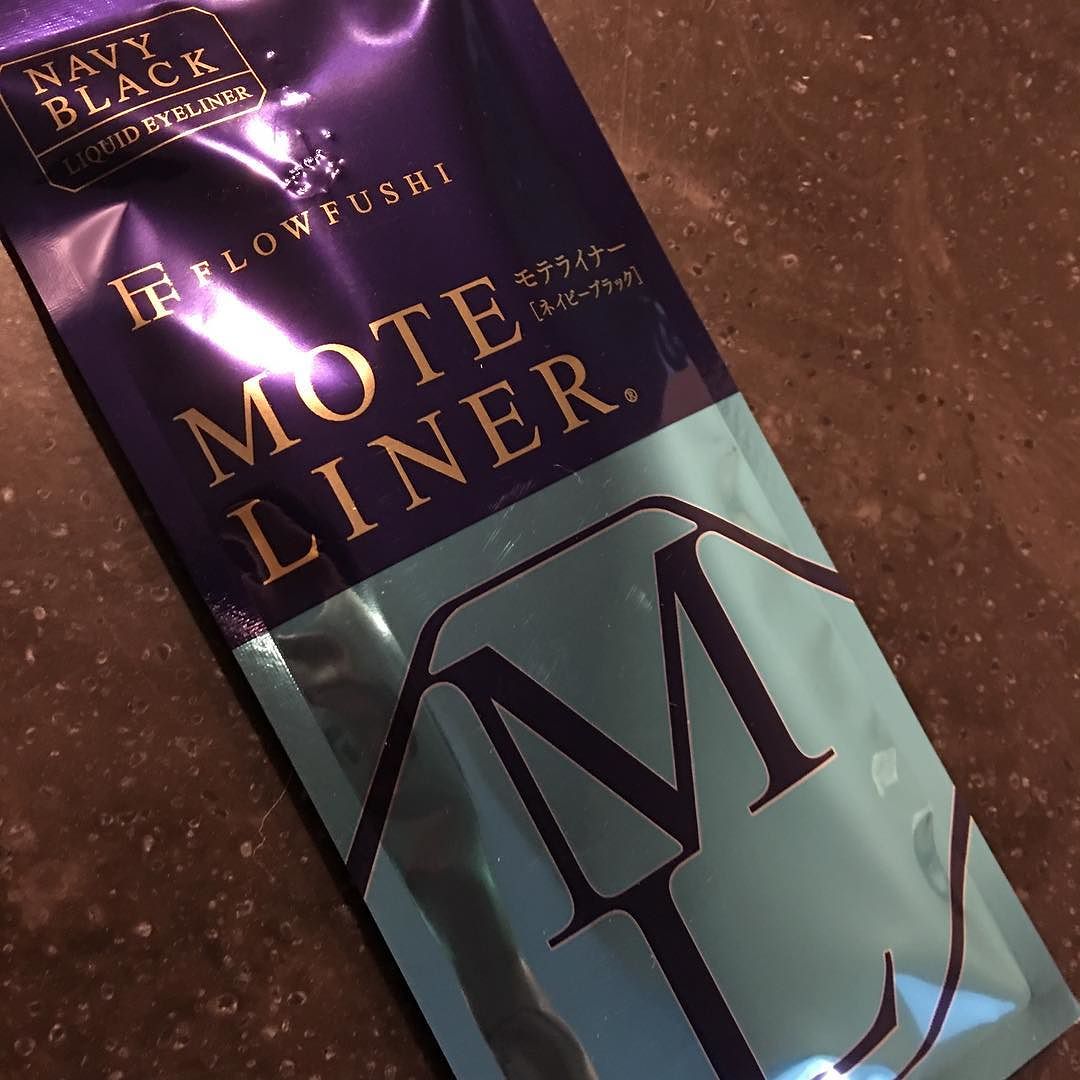 NAVY
BLACK
LIQUID EYELINER
FF FLOWFUSHI
MOTE
モテライナー
[ネイビーブラック]
LINER®
ML